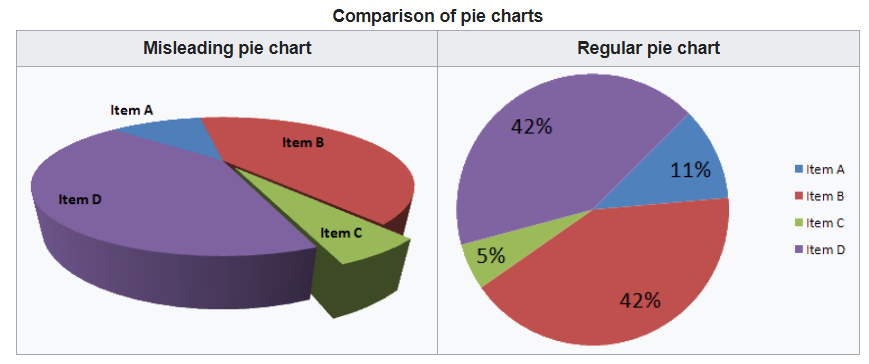 Comparison of pie charts
Misleading pie chart
Regular pie chart
Item A
Item B
Item D
Item C
42%
11%
5%
42%
Item A
Item B
Item C
Item D